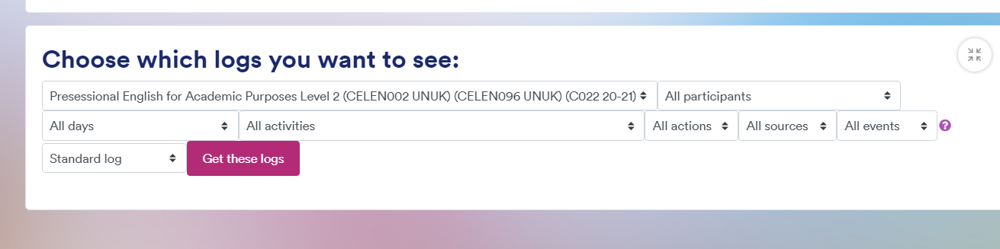 Choose which logs you want to see:
Presessional English for Academic Purposes Level 2 (CELEN002 UNUK) (CELEN096 UNUK) (C022 20-21) All participants
All days All activities All actions All sources All events ?
Standard log Get these logs